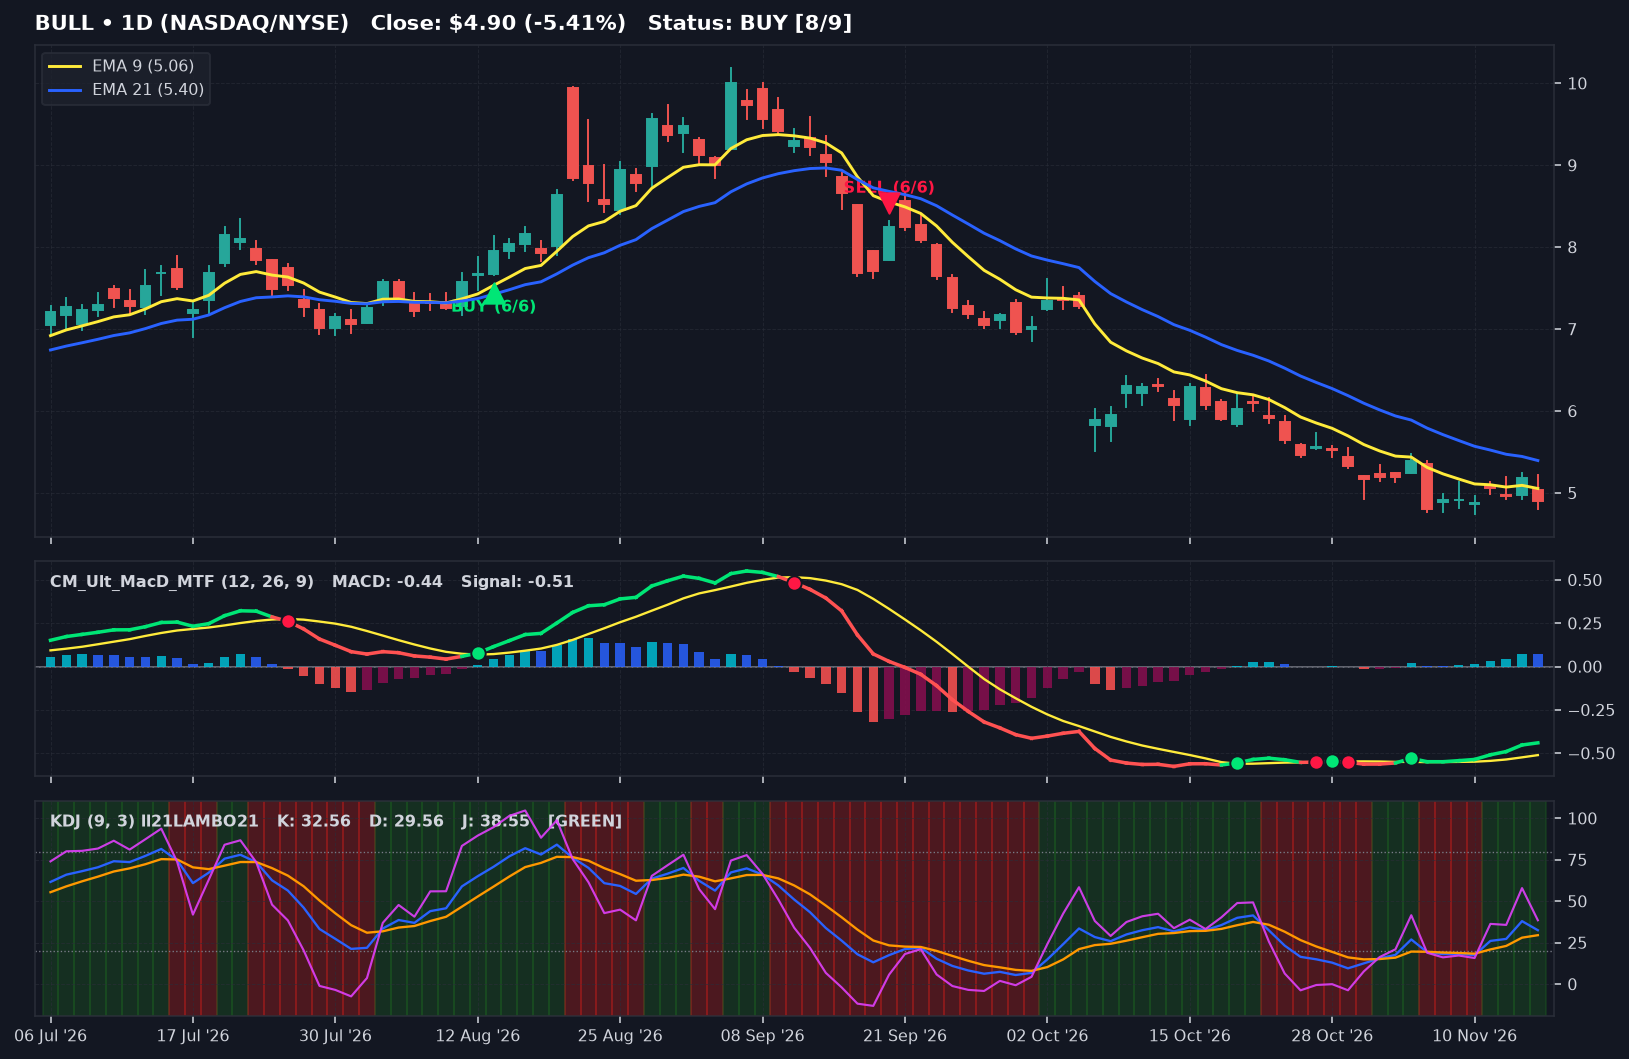 BULL • 1D (NASDAQ/NYSE)   Close: $4.90 (-5.41%)   Status: BUY [8/9]
EMA 9 (5.06)
EMA 21 (5.40)
10
9
8
7
6
5
SELL (6/6)
BUY (6/6)
CM_Ult_MacD_MTF (12, 26, 9)   MACD: -0.44   Signal: -0.51
0.50
0.25
0.00
−0.25
−0.50
KDJ (9, 3) II21LAMBO21   K: 32.56   D: 29.56   J: 38.55   [GREEN]
100
75
50
25
0
06 Jul '26
17 Jul '26
30 Jul '26
12 Aug '26
25 Aug '26
08 Sep '26
21 Sep '26
02 Oct '26
15 Oct '26
28 Oct '26
10 Nov '26